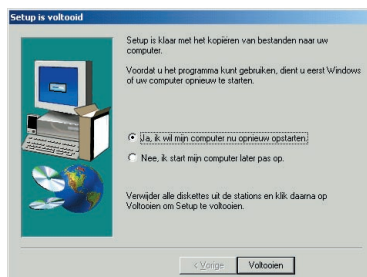 Setup is voltooid
Setup is klaar met het kopiëren van bestanden naar uw
computer.
Voordat u het programma kunt gebruiken, dient u eerst Windows
of uw computer opnieuw te starten.
Ja, ik wil mijn computer nu opnieuw opstarten.
Nee, ik start mijn computer later pas op.
Verwijder alle diskettes uit de stations en klik daarna op
Voltooien om Setup te voltooien.
< Vorige
Voltooien